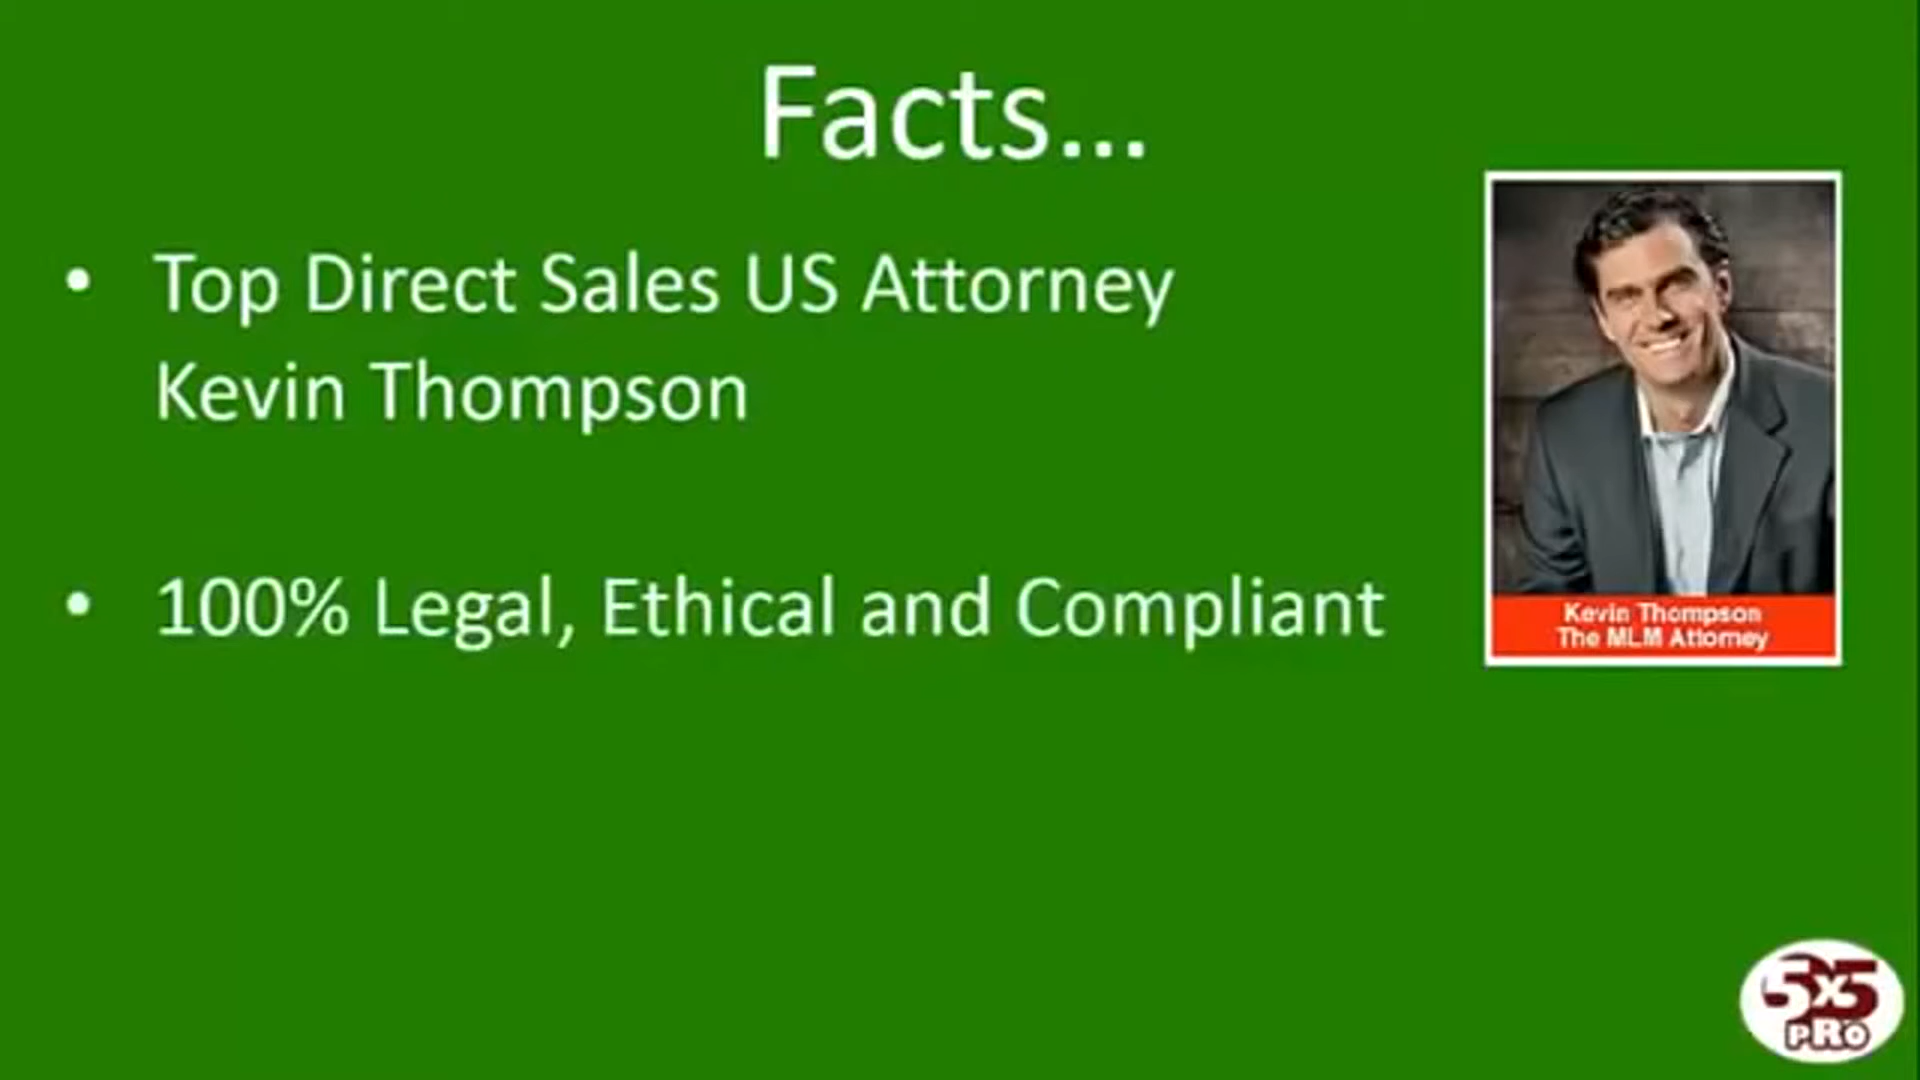 Facts...
• Top Direct Sales US Attorney
Kevin Thompson
• 100% Legal, Ethical and Compliant
Kevin Thompson
The MLM Attorney
5x5
PRo